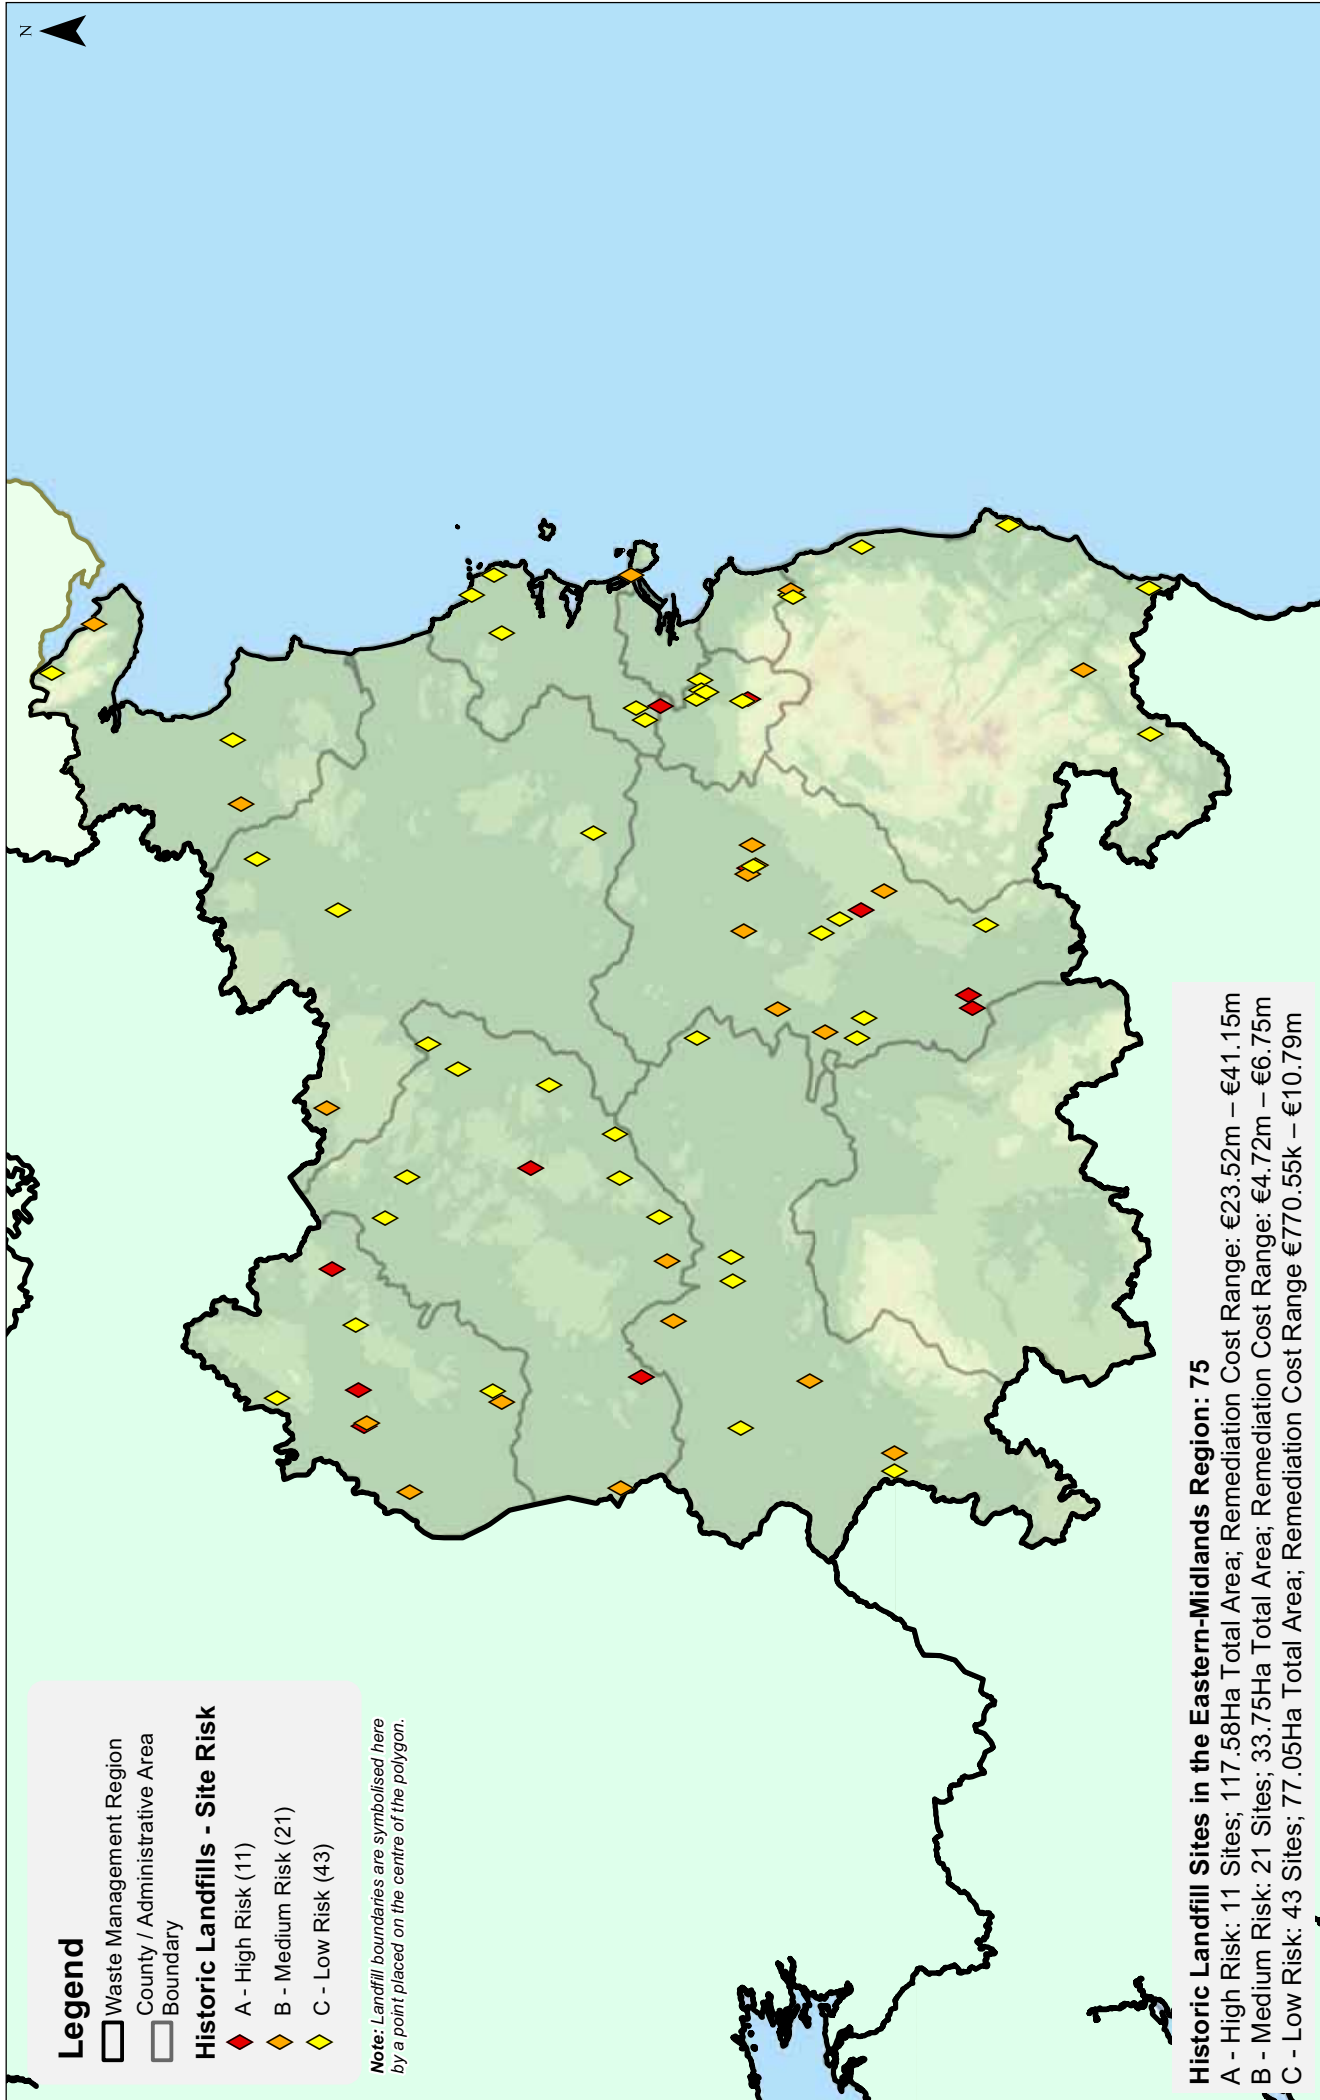 N
Legend
Waste Management Region
County / Administrative Area
Boundary
Historic Landfills - Site Risk
A - High Risk (11)
B - Medium Risk (21)
C - Low Risk (43)
Note: Landfill boundaries are symbolised here
by a point placed on the centre of the polygon.
Historic Landfill Sites in the Eastern-Midlands Region: 75
A - High Risk: 11 Sites; 117.58Ha Total Area; Remediation Cost Range: €23.52m – €41.15m
B - Medium Risk: 21 Sites; 33.75Ha Total Area; Remediation Cost Range: €4.72m – €6.75m
C - Low Risk: 43 Sites; 77.05Ha Total Area; Remediation Cost Range €770.55k – €10.79m